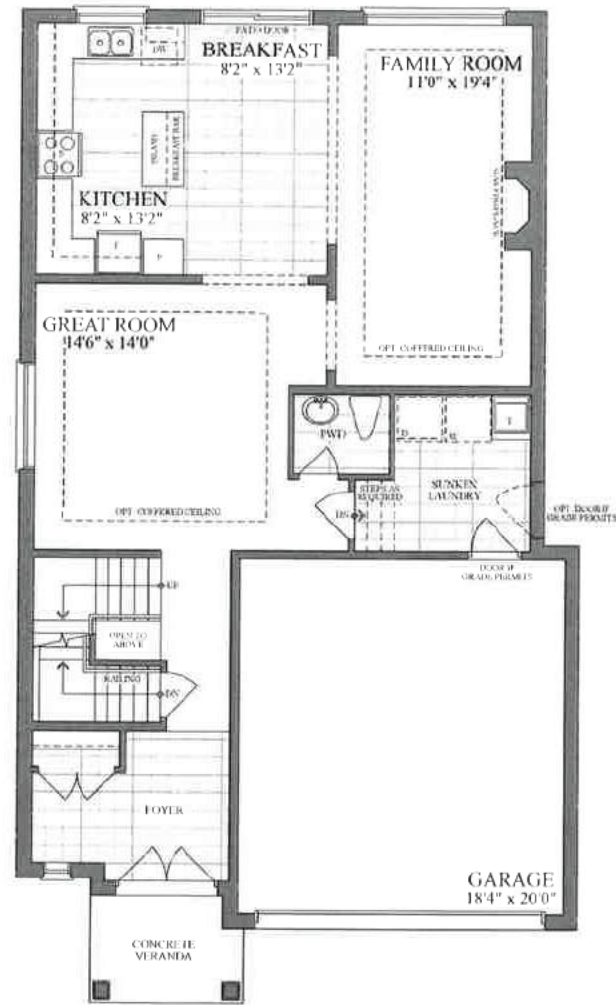 PATIO DOOR
DW
BREAKFAST
8'2" x 13'2"
FAMILY ROOM
11'0" x 19'4"
ISLAND
BREAKFAST BAR
GAS FIREPLACE
KITCHEN
8'2" x 13'2"
F
P
GREAT ROOM
14'6" x 14'0"
OPT. COFFERED CEILING
PWD
D
W
T
STEPS AS
REQUIRED
SUNKEN
LAUNDRY
DN
OPT. DOOR IF
GRADE PERMITS
OPT. COFFERED CEILING
DOOR IF
GRADE PERMITS
UP
OPEN TO
ABOVE
RAILING
DN
FOYER
GARAGE
18'4" x 20'0"
CONCRETE
VERANDA